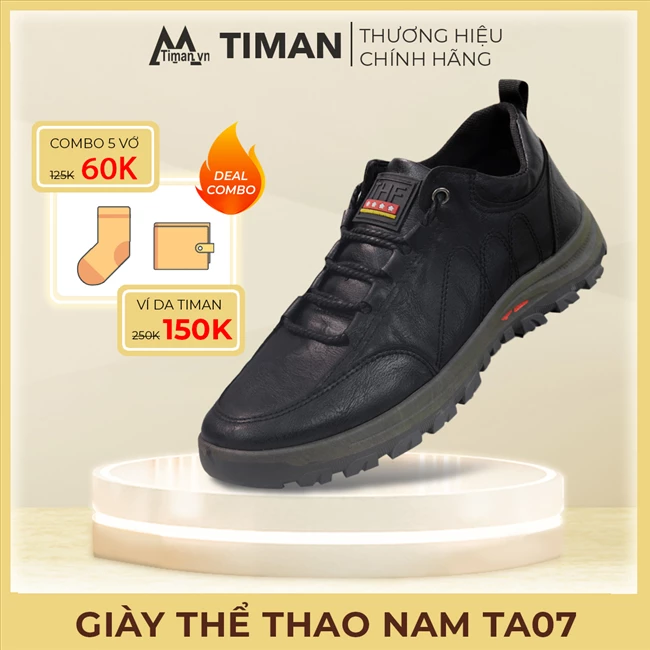 Timan.vn
TIMAN
THƯƠNG HIỆU
CHÍNH HÃNG
COMBO 5 VỚ
125K 60K
DEAL
COMBO
VÍ DA TIMAN
250K 150K
THF
GIÀY THỂ THAO NAM TA07